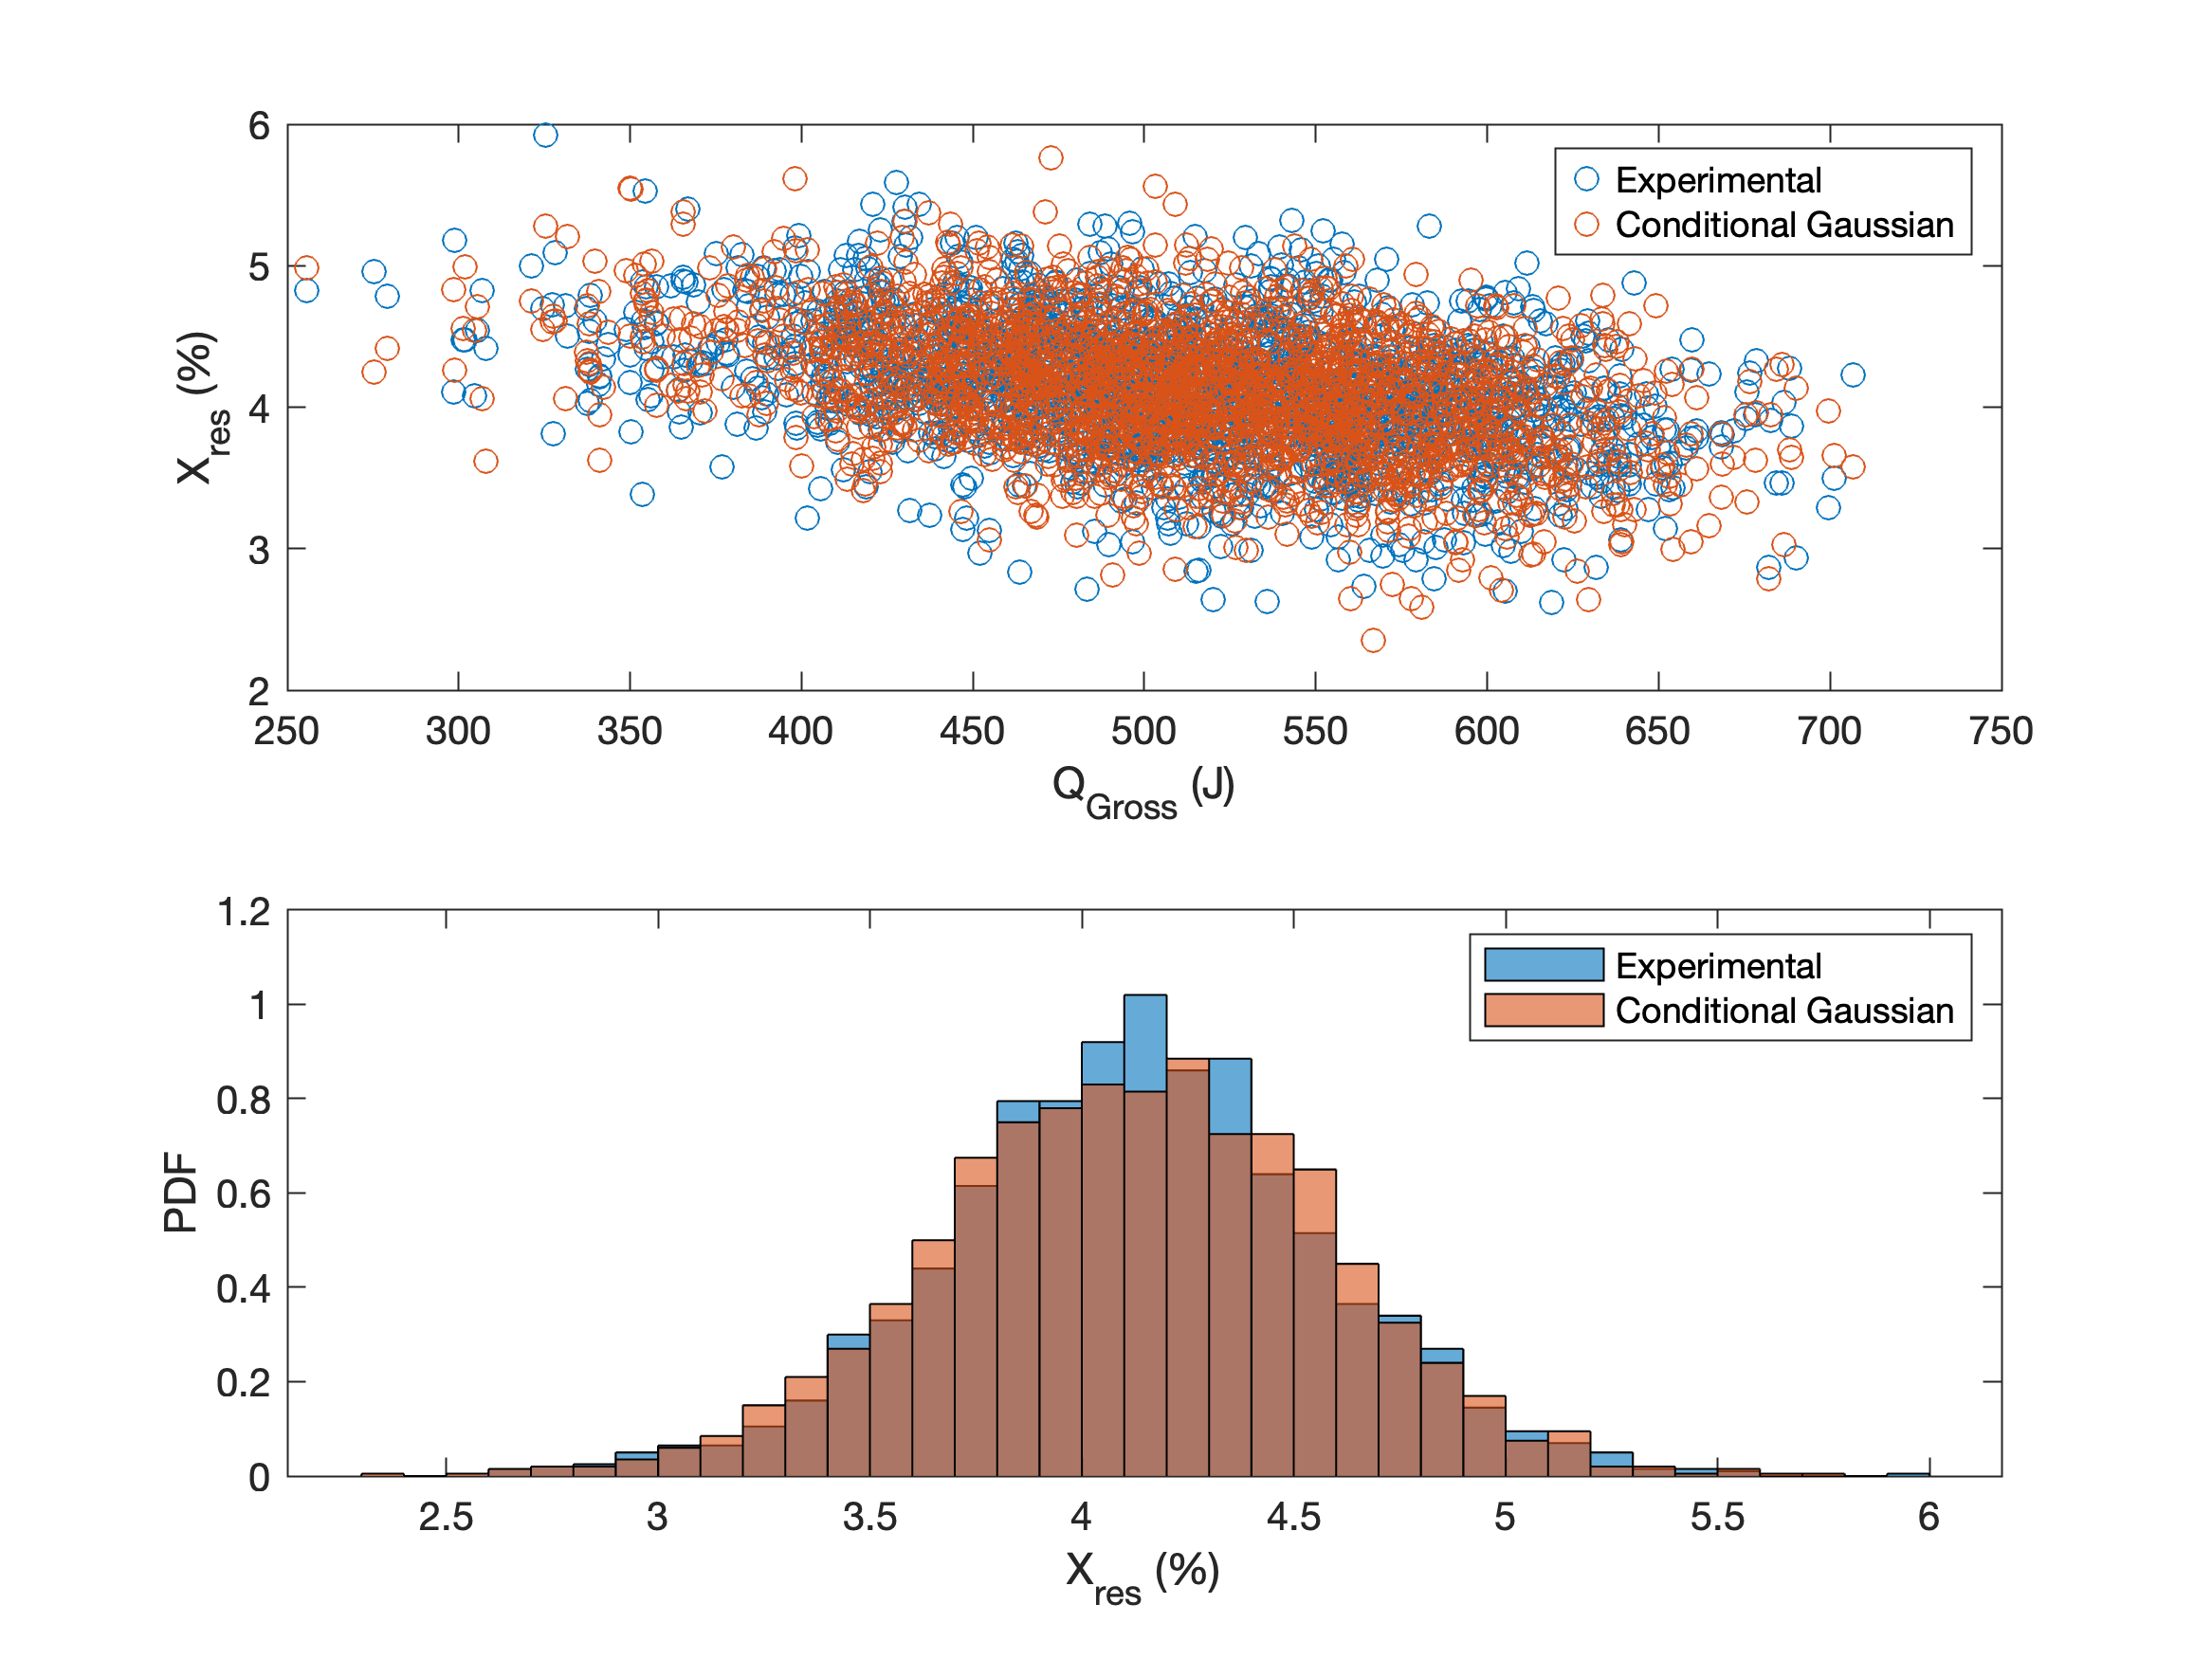 6
5
4
3
2
X_res (%)
Experimental
Conditional Gaussian
250 300 350 400 450 500 550 600 650 700 750
Q_Gross (J)
1.2
1
0.8
0.6
0.4
0.2
0
PDF
Experimental
Conditional Gaussian
2.5 3 3.5 4 4.5 5 5.5 6
X_res (%)